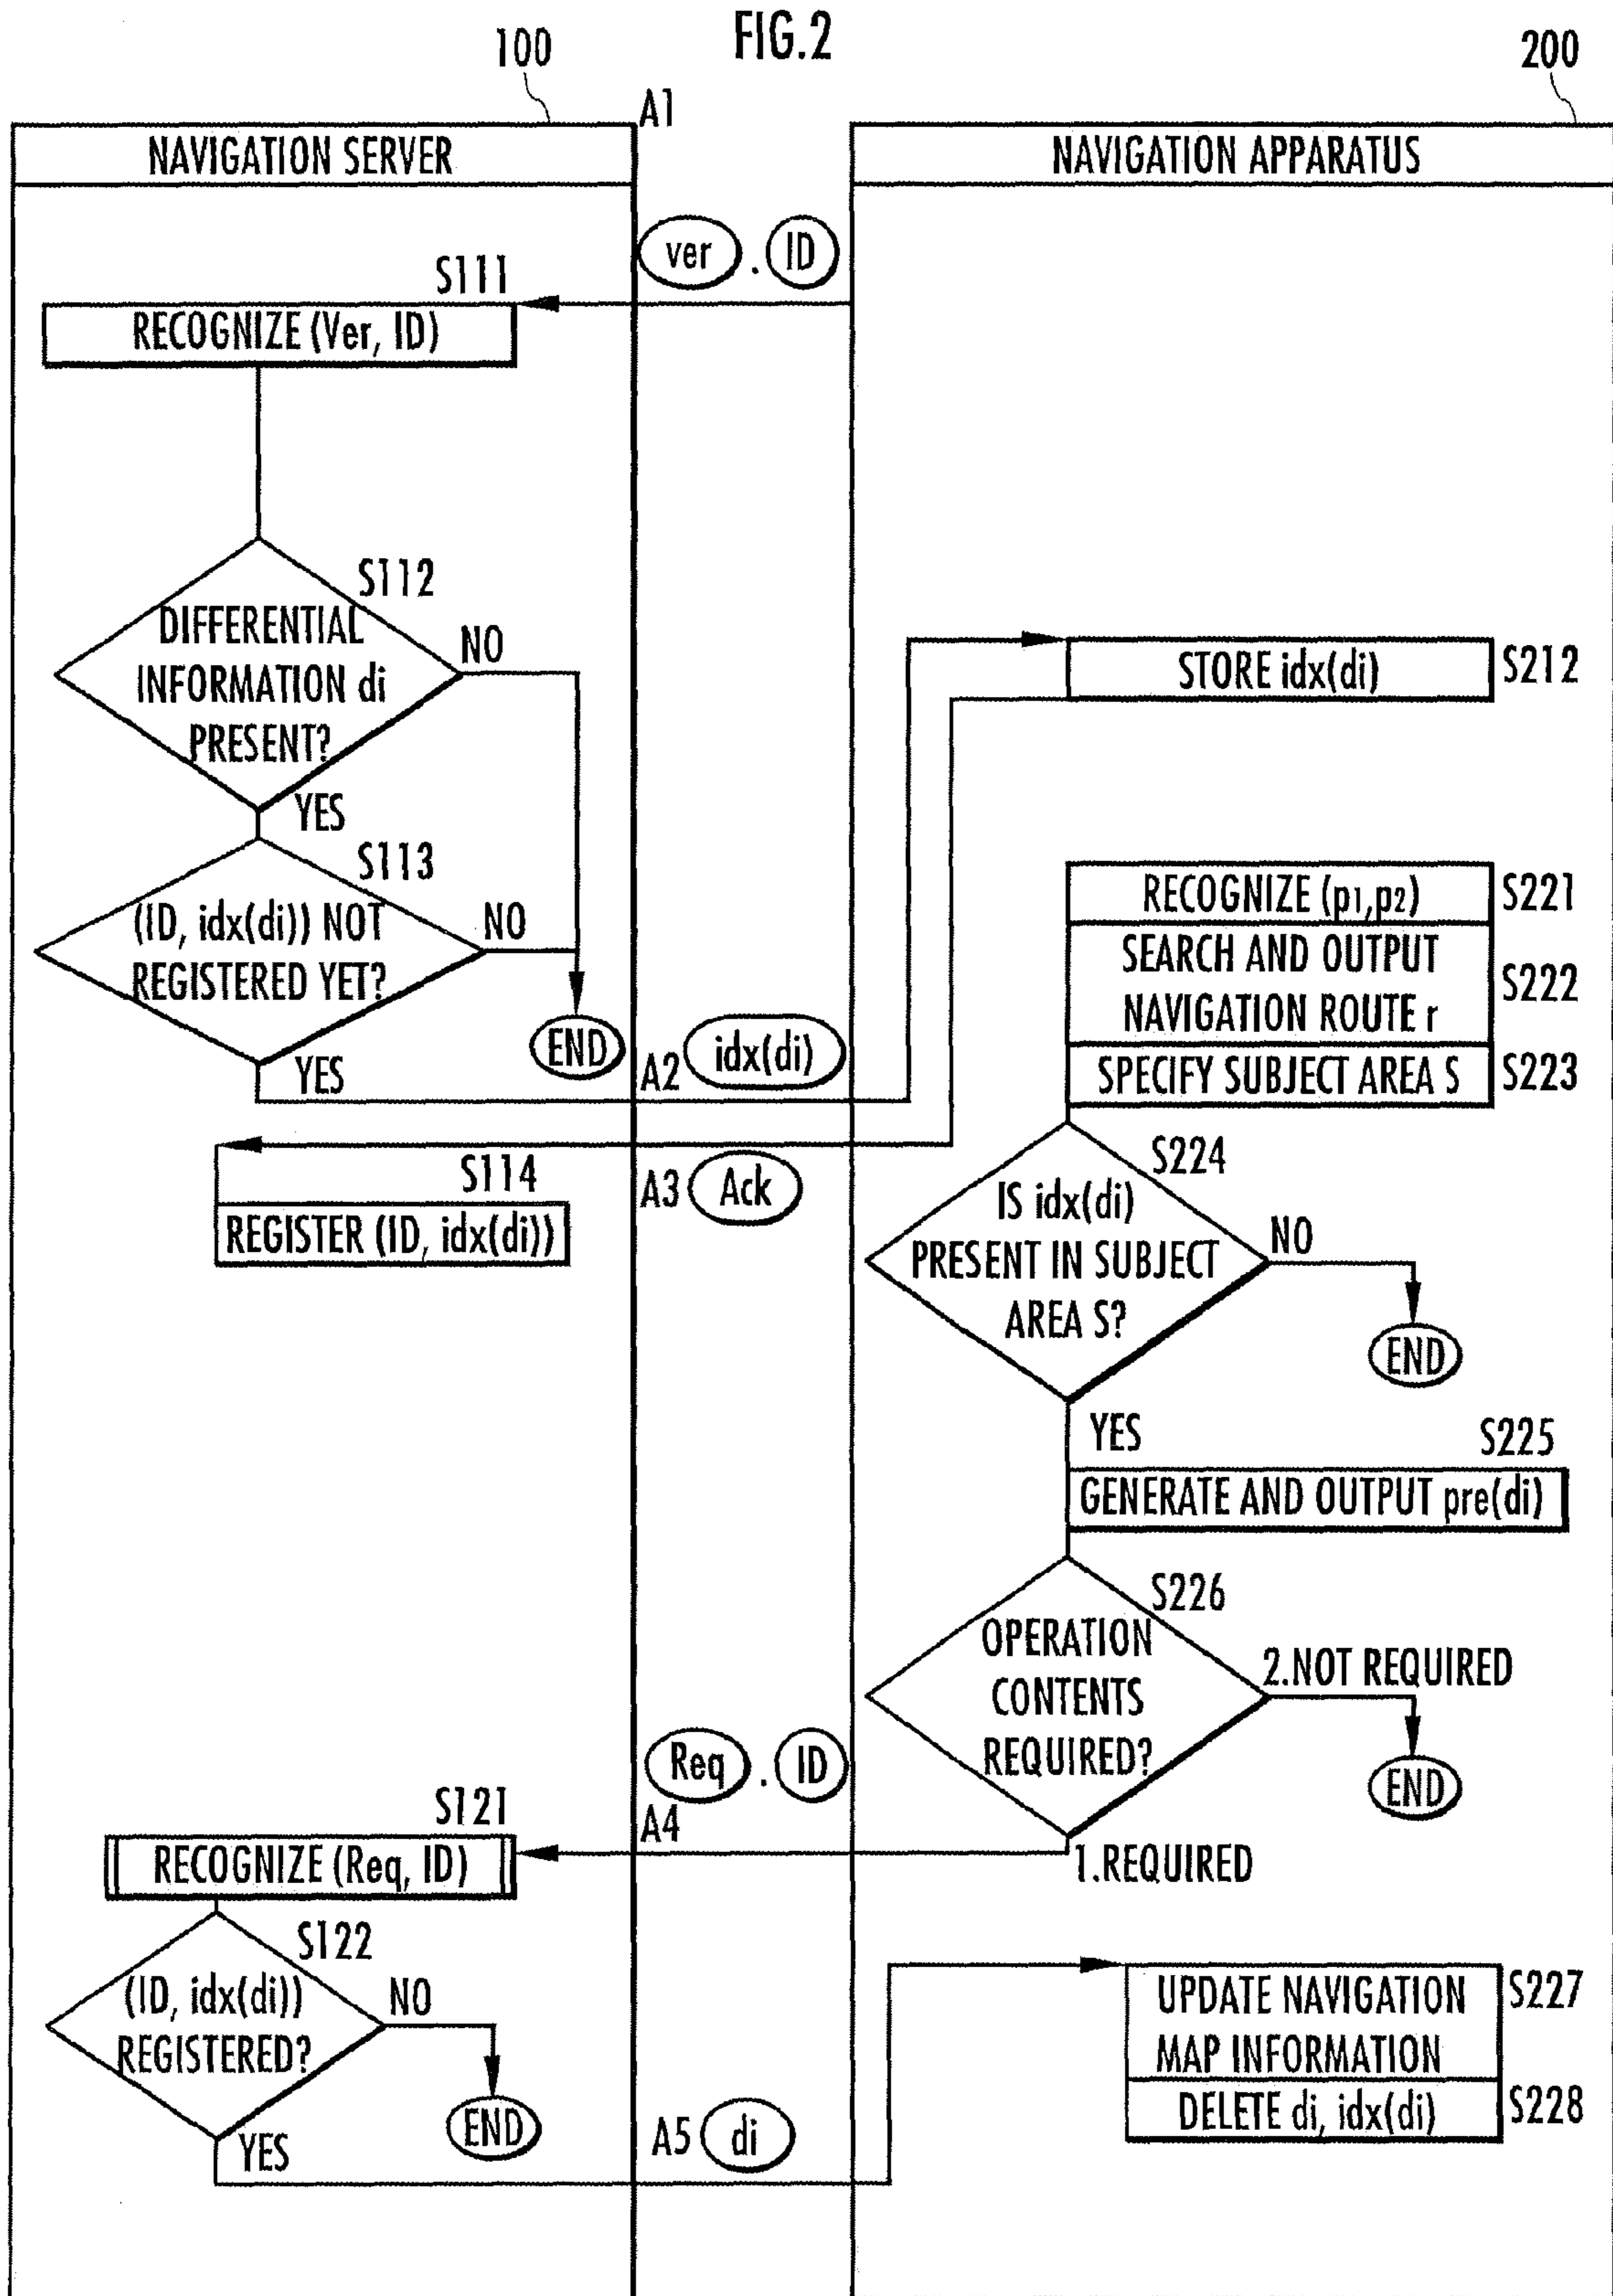 FIG.2
100
200
A1
NAVIGATION SERVER
NAVIGATION APPARATUS
ver . ID
S111
RECOGNIZE (Ver, ID)
S112
DIFFERENTIAL
INFORMATION di
PRESENT?
NO
YES
STORE idx(di)
S212
S113
(ID, idx(di)) NOT
REGISTERED YET?
NO
END
YES
A2 idx(di)
RECOGNIZE (p1,p2)
S221
SEARCH AND OUTPUT
NAVIGATION ROUTE r
S222
SPECIFY SUBJECT AREA S
S223
A3 Ack
S114
REGISTER (ID, idx(di))
S224
IS idx(di)
PRESENT IN SUBJECT
AREA S?
NO
END
YES
S225
GENERATE AND OUTPUT pre(di)
S226
OPERATION
CONTENTS
REQUIRED?
2.NOT REQUIRED
END
1.REQUIRED
Req . ID
A4
S121
RECOGNIZE (Req, ID)
S122
(ID, idx(di))
REGISTERED?
NO
END
YES
A5 di
UPDATE NAVIGATION
MAP INFORMATION
S227
DELETE di, idx(di)
S228